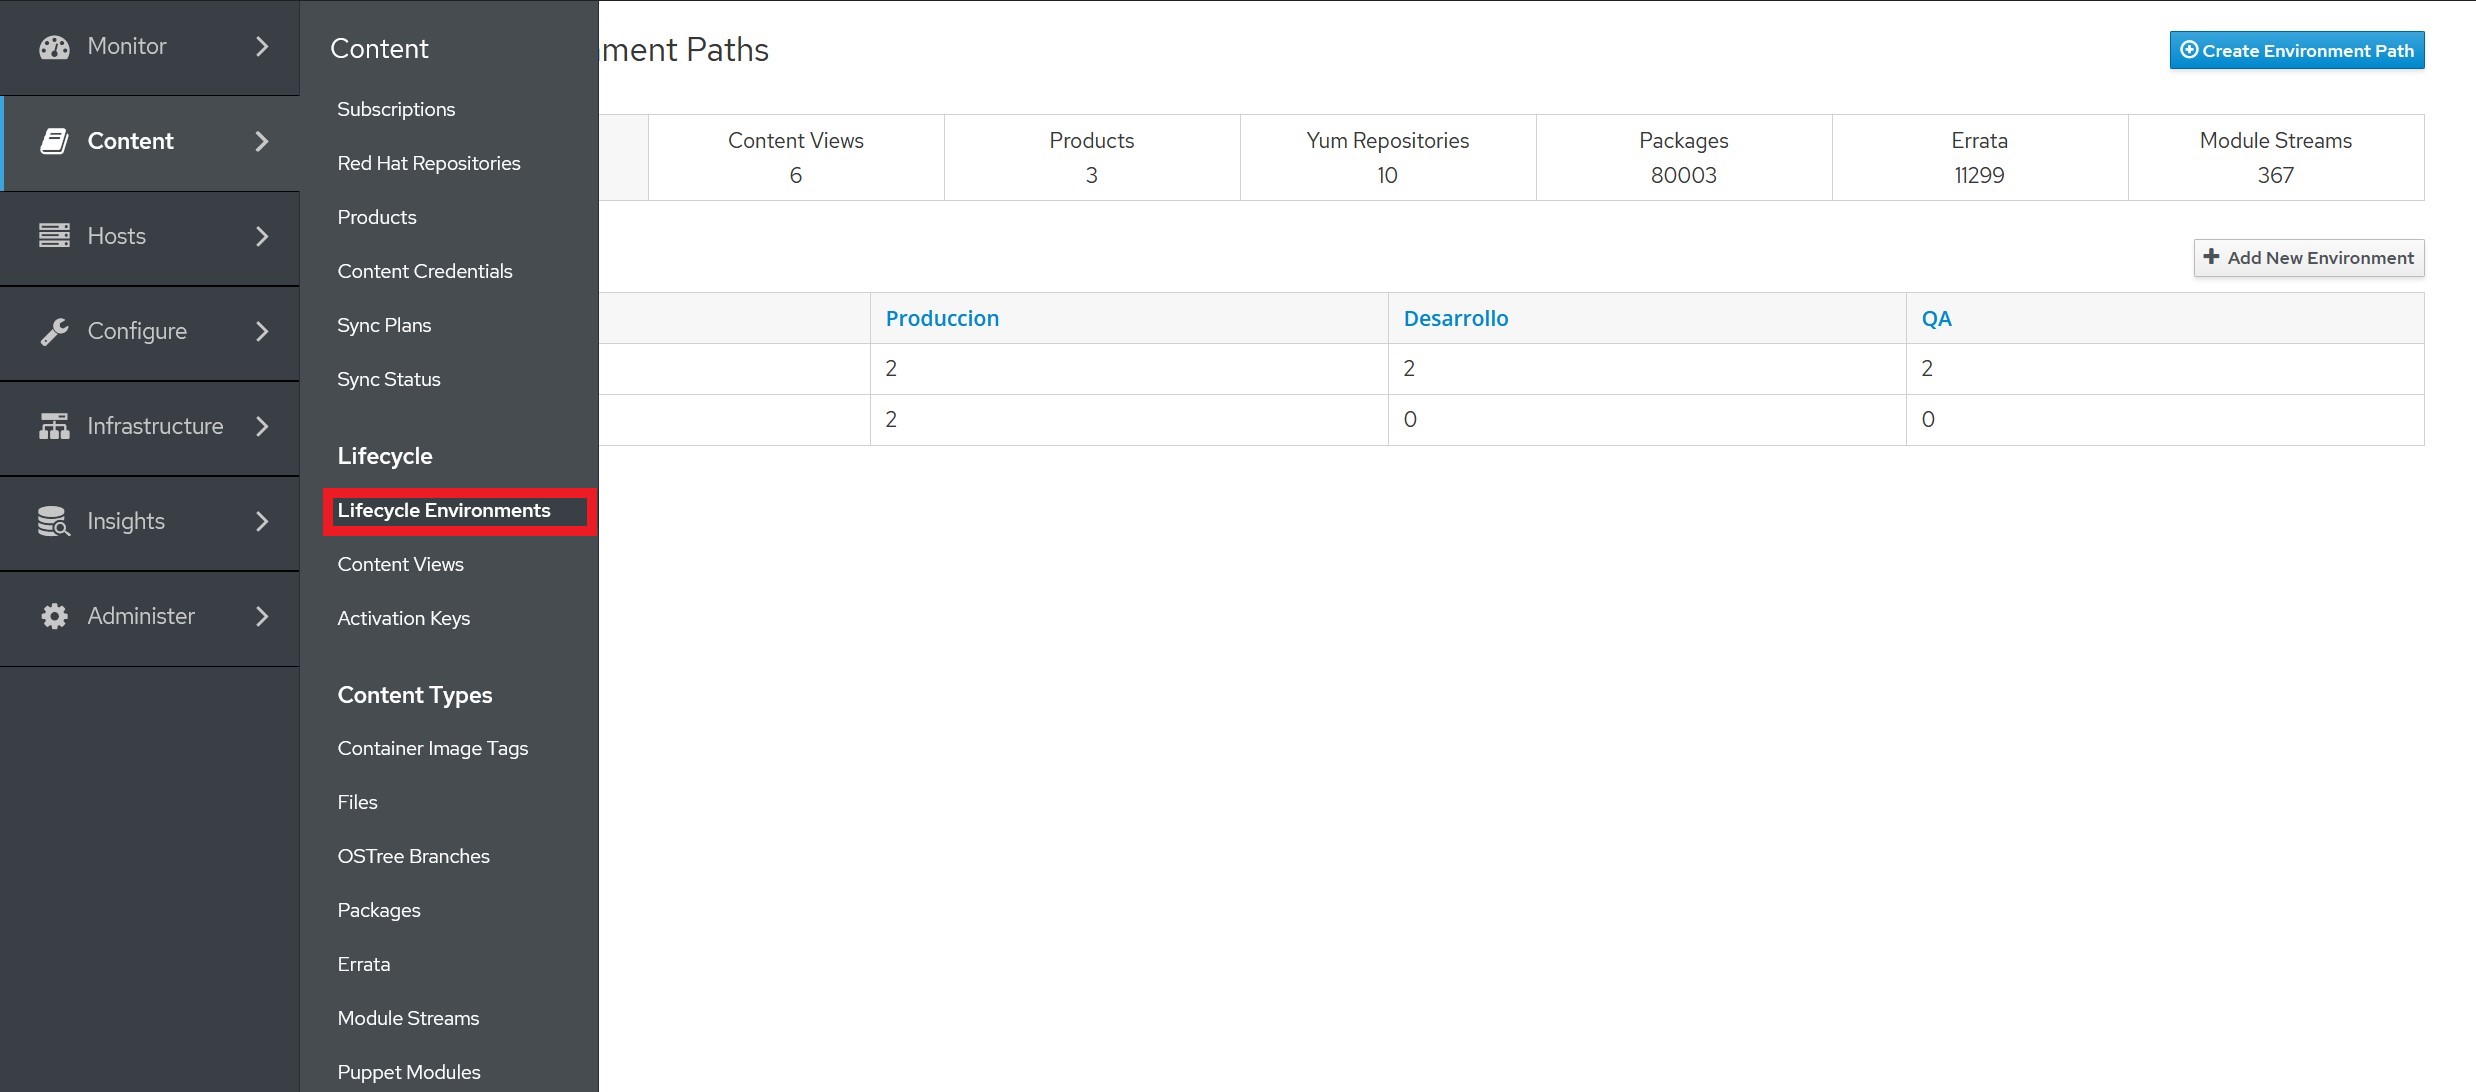 Monitor
Content
Hosts
Configure
Infrastructure
Insights
Administer
Content
Subscriptions
Red Hat Repositories
Products
Content Credentials
Sync Plans
Sync Status
Lifecycle
Lifecycle Environments
Content Views
Activation Keys
Content Types
Container Image Tags
Files
OSTree Branches
Packages
Errata
Module Streams
Puppet Modules
ment Paths
Create Environment Path
Content Views
6
Products
3
Yum Repositories
10
Packages
80003
Errata
11299
Module Streams
367
Add New Environment
Produccion Desarrollo QA
2 2 2
2 0 0